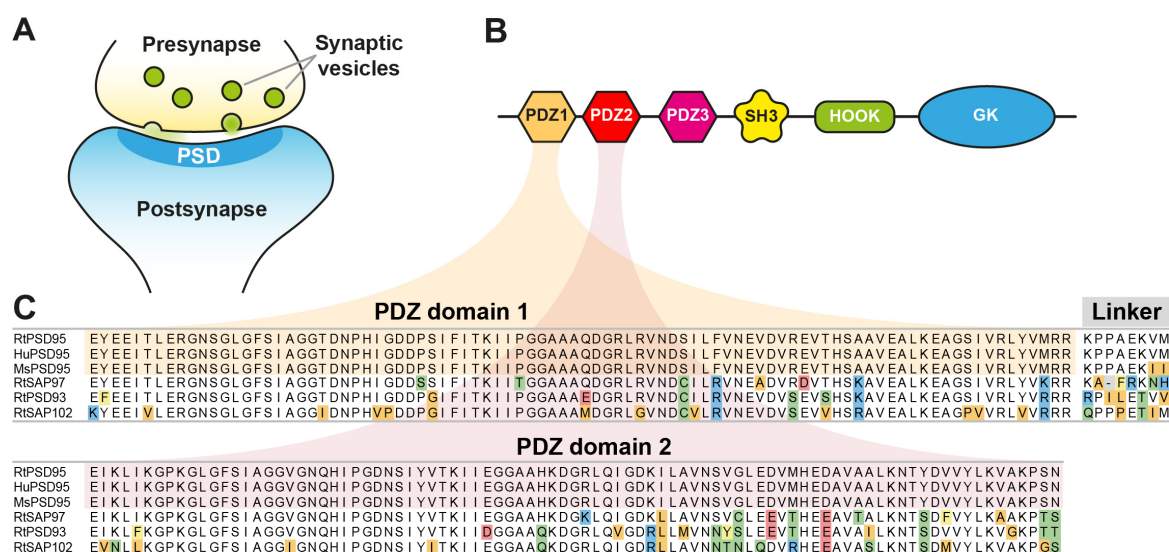 A
Presynapse
Synaptic
vesicles
PSD
Postsynapse
B
PDZ1 PDZ2 PDZ3 SH3 HOOK GK
C
PDZ domain 1 Linker
RtPSD95 EYEEITLERGNSGLGFSIAGGTDNPHIGDDPSIFITKIIPGGAAAQDGRLRVNDSILFVNEVDVREVTHSAAVEALKEAGSIVRLYVMRR KPPAEKVM
HuPSD95 EYEEITLERGNSGLGFSIAGGTDNPHIGDDPSIFITKIIPGGAAAQDGRLRVNDSILFVNEVDVREVTHSAAVEALKEAGSIVRLYVMRR KPPAEKVM
MsPSD95 EYEEITLERGNSGLGFSIAGGTDNPHIGDDPSIFITKIIPGGAAAQDGRLRVNDSILFVNEVDVREVTHSAAVEALKEAGSIVRLYVMRR KPPAEKII
RtSAP97 EYEEITLERGNSGLGFSIAGGTDNPHIGDDSSIFITKIITGGAAAQDGRLRVNDCILRVNEADVRDVTHSKAVEALKEAGSIVRLYVKRR KA-FRKNH
RtPSD93 EFEEITLERGNSGLGFSIAGGTDNPHIGDDPGIFITKIIPGGAAAEDGRLRVNDCILRVNEVDVSEVSHSKAVEALKEAGSIVRLYVRRR RPILETVV
RtSAP102 KYEEIVLERGNSGLGFSIAGGIDNPHVPDDPGIFITKIIPGGAAAMDGRLGVNDCVLRVNEVDVSEVVHSRAVEALKEAGPVVRLVVRRR QPPPETIM
PDZ domain 2
RtPSD95 EIKLIKGPKGLGFSIAGGVGNQHIPGDNSIYVTKIIEGGAAHKDGRLQIGDKILAVNSVGLEDVMHEDAVAALKNTYDVVYLKVAKPSN
HuPSD95 EIKLIKGPKGLGFSIAGGVGNQHIPGDNSIYVTKIIEGGAAHKDGRLQIGDKILAVNSVGLEDVMHEDAVAALKNTYDVVYLKVAKPSN
MsPSD95 EIKLIKGPKGLGFSIAGGVGNQHIPGDNSIYVTKIIEGGAAHKDGRLQIGDKILAVNSVGLEDVMHEDAVAALKNTYDVVYLKVAKPSN
RtSAP97 EIKLIKGPKGLGFSIAGGVGNQHIPGDNSIYVTKIIEGGAAHKDGKLQIGDKLLAVNSVCLEEVTHEEAVTALKNTSDFVYLKAAKPTS
RtPSD93 EIKLFKGPKGLGFSIAGGVGNQHIPGDNSIYVTKIIDGGAAQKDGRLQVGDRLLMVNNYSLEEVTHEEAVAILKNTSDVVYLKVGKPTT
RtSAP102 EVNLLKGPKGLGFSIAGGIGNQHIPGDNSIYITKIIEGGAAQKDGRLQIGDRLLAVNNTNLQDVRHEEAVASLKNTSDMVYLKVAKPGS